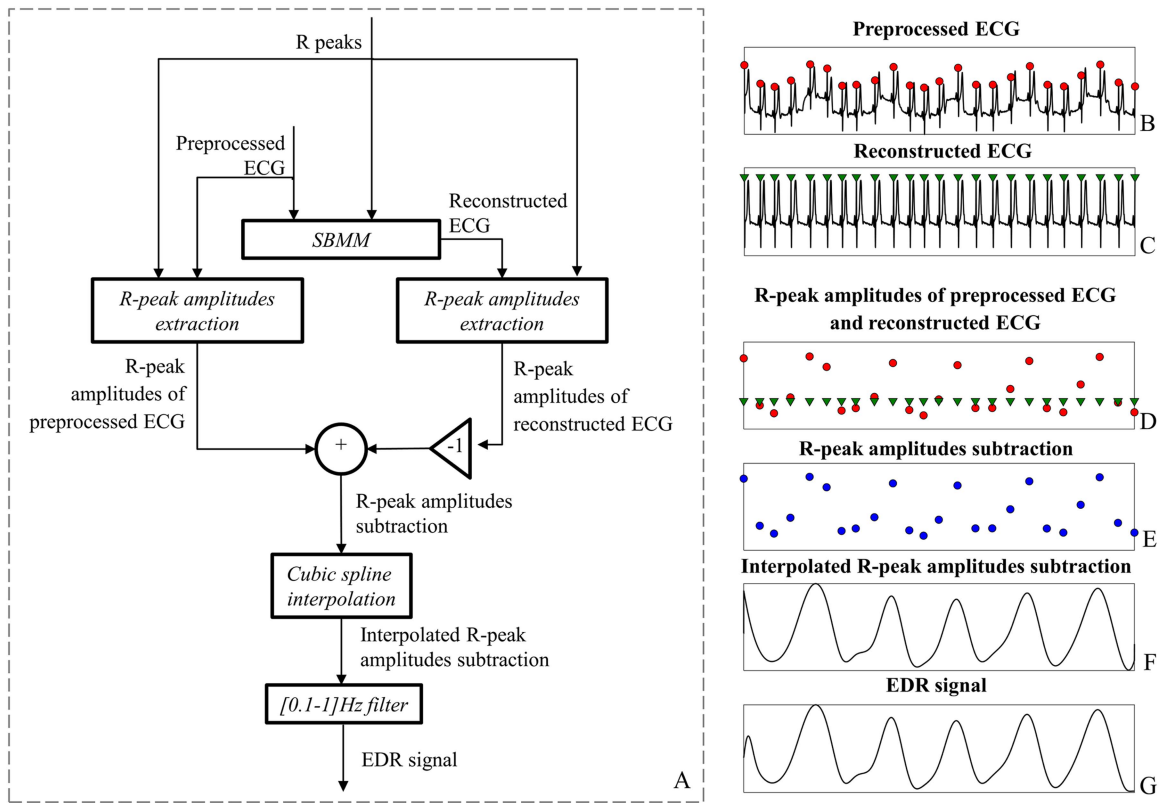 R peaks
Preprocessed
ECG
Reconstructed
ECG
SBMM
R-peak amplitudes
extraction
R-peak amplitudes
extraction
R-peak
amplitudes of
preprocessed ECG
R-peak
amplitudes of
reconstructed ECG
+
-1
R-peak amplitudes
subtraction
Cubic spline
interpolation
Interpolated R-peak
amplitudes subtraction
[0.1-1]Hz filter
EDR signal
A
Preprocessed ECG
B
Reconstructed ECG
C
R-peak amplitudes of preprocessed ECG
and reconstructed ECG
D
R-peak amplitudes subtraction
E
Interpolated R-peak amplitudes subtraction
F
EDR signal
G